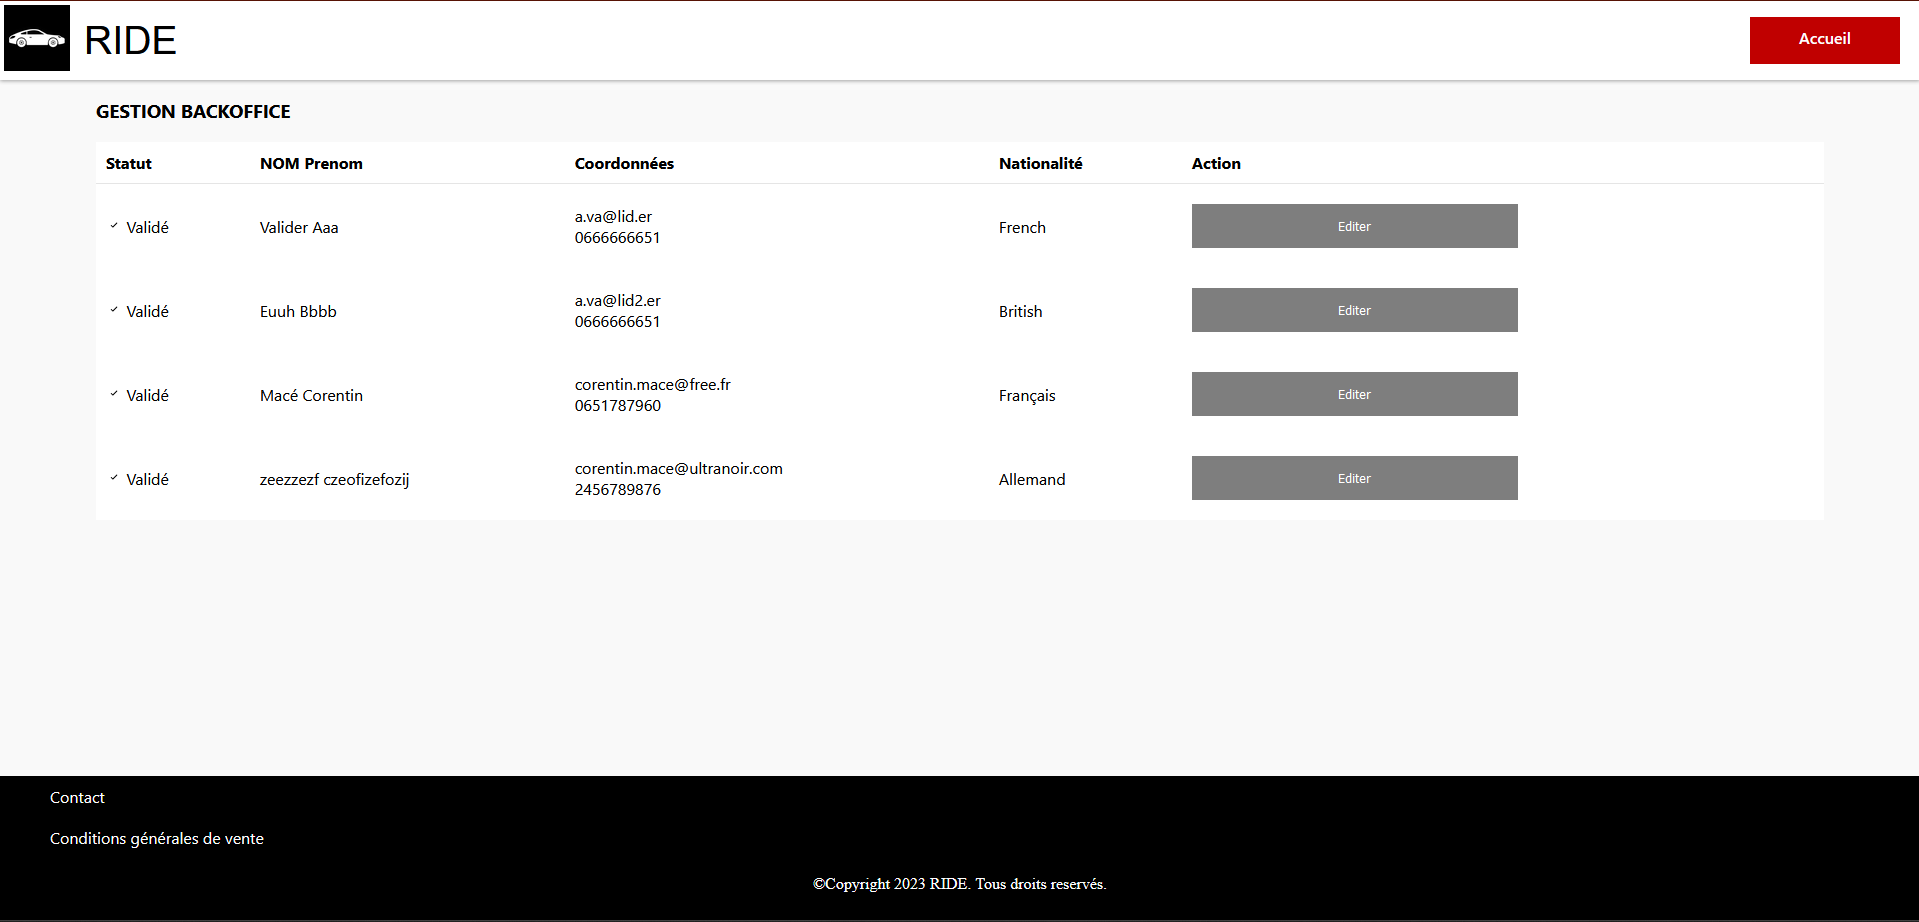 RIDE
Accueil
GESTION BACKOFFICE
Statut NOM Prenom Coordonnées Nationalité Action
a.va@lid.er
Validé Valider Aaa French Editer
0666666651
a.va@lid2.er
Validé Euuh Bbbb British Editer
0666666651
corentin.mace@free.fr
Validé Macé Corentin Français Editer
0651787960
corentin.mace@ultranoir.com
Validé zeezzezf czeofizefozij Allemand Editer
2456789876
Contact
Conditions générales de vente
©Copyright 2023 RIDE. Tous droits reservés.